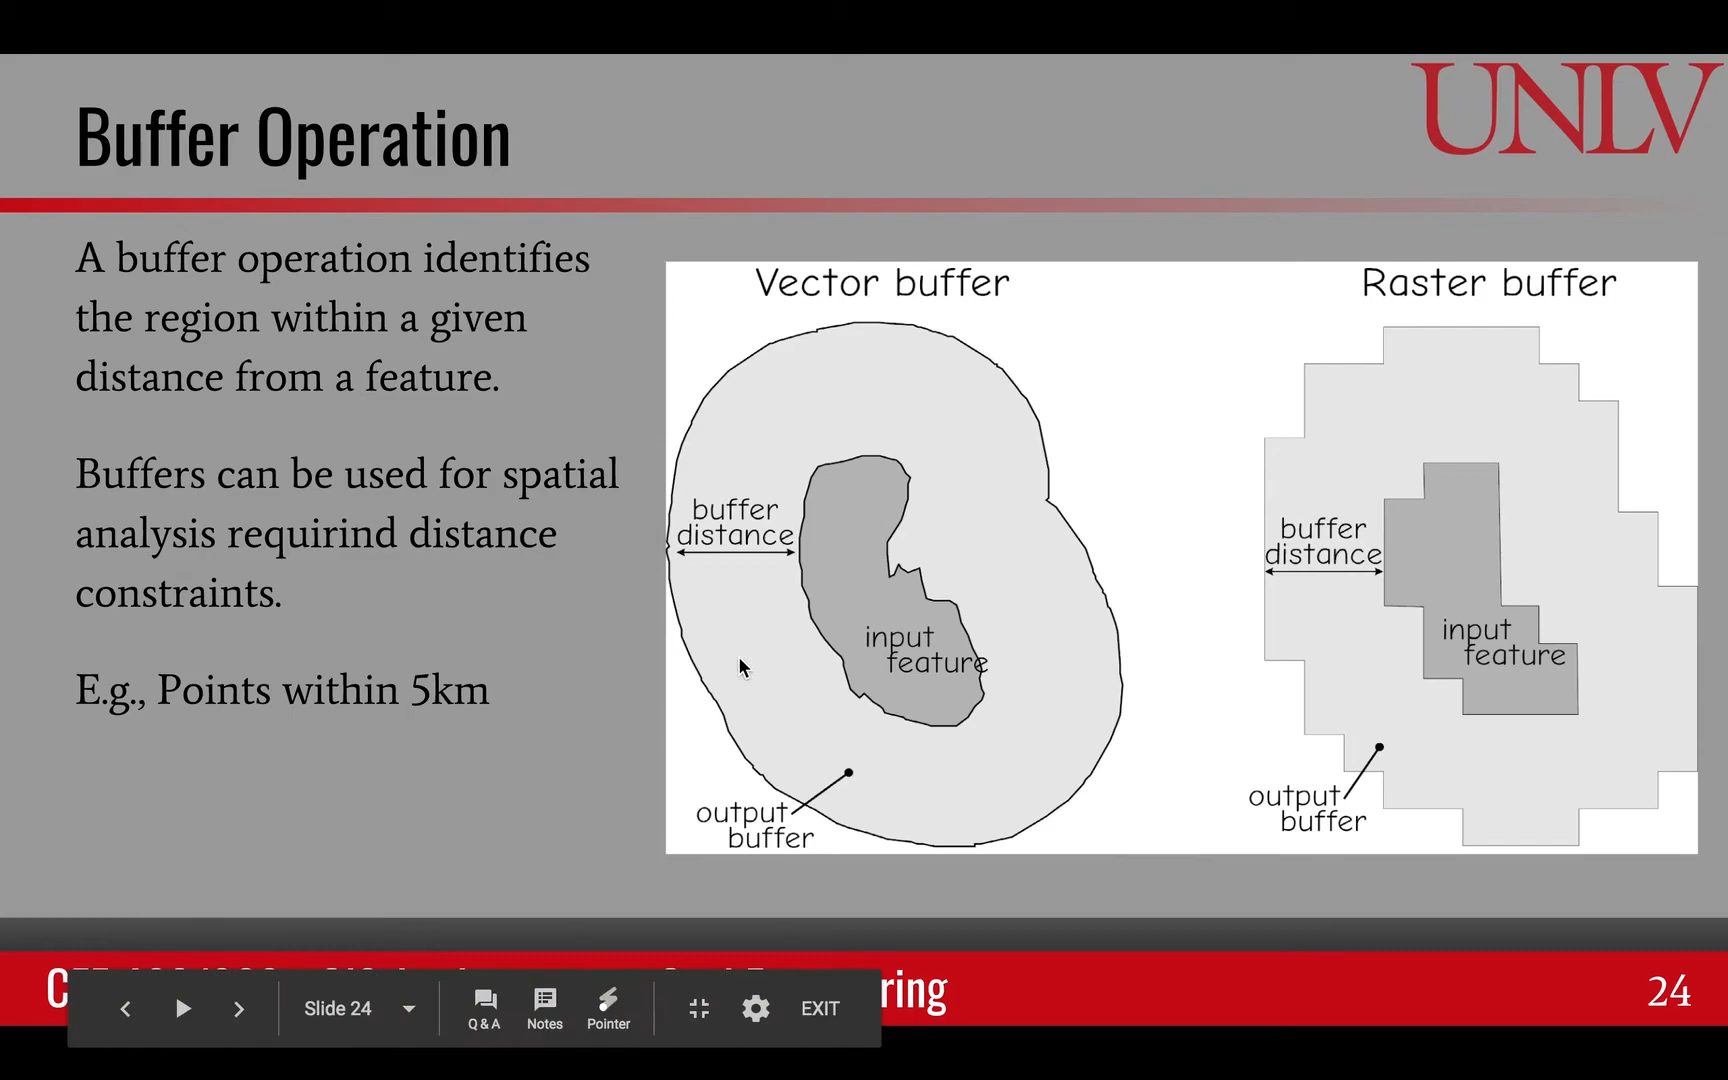 UNLV
Buffer Operation
A buffer operation identifies
the region within a given
distance from a feature.
Buffers can be used for spatial
analysis requirind distance
constraints.
E.g., Points within 5km
Vector buffer
buffer
distance
input
feature
output
buffer
Raster buffer
buffer
distance
input
feature
output
buffer
24
Slide 24
Q & A
Notes
Pointer
EXIT